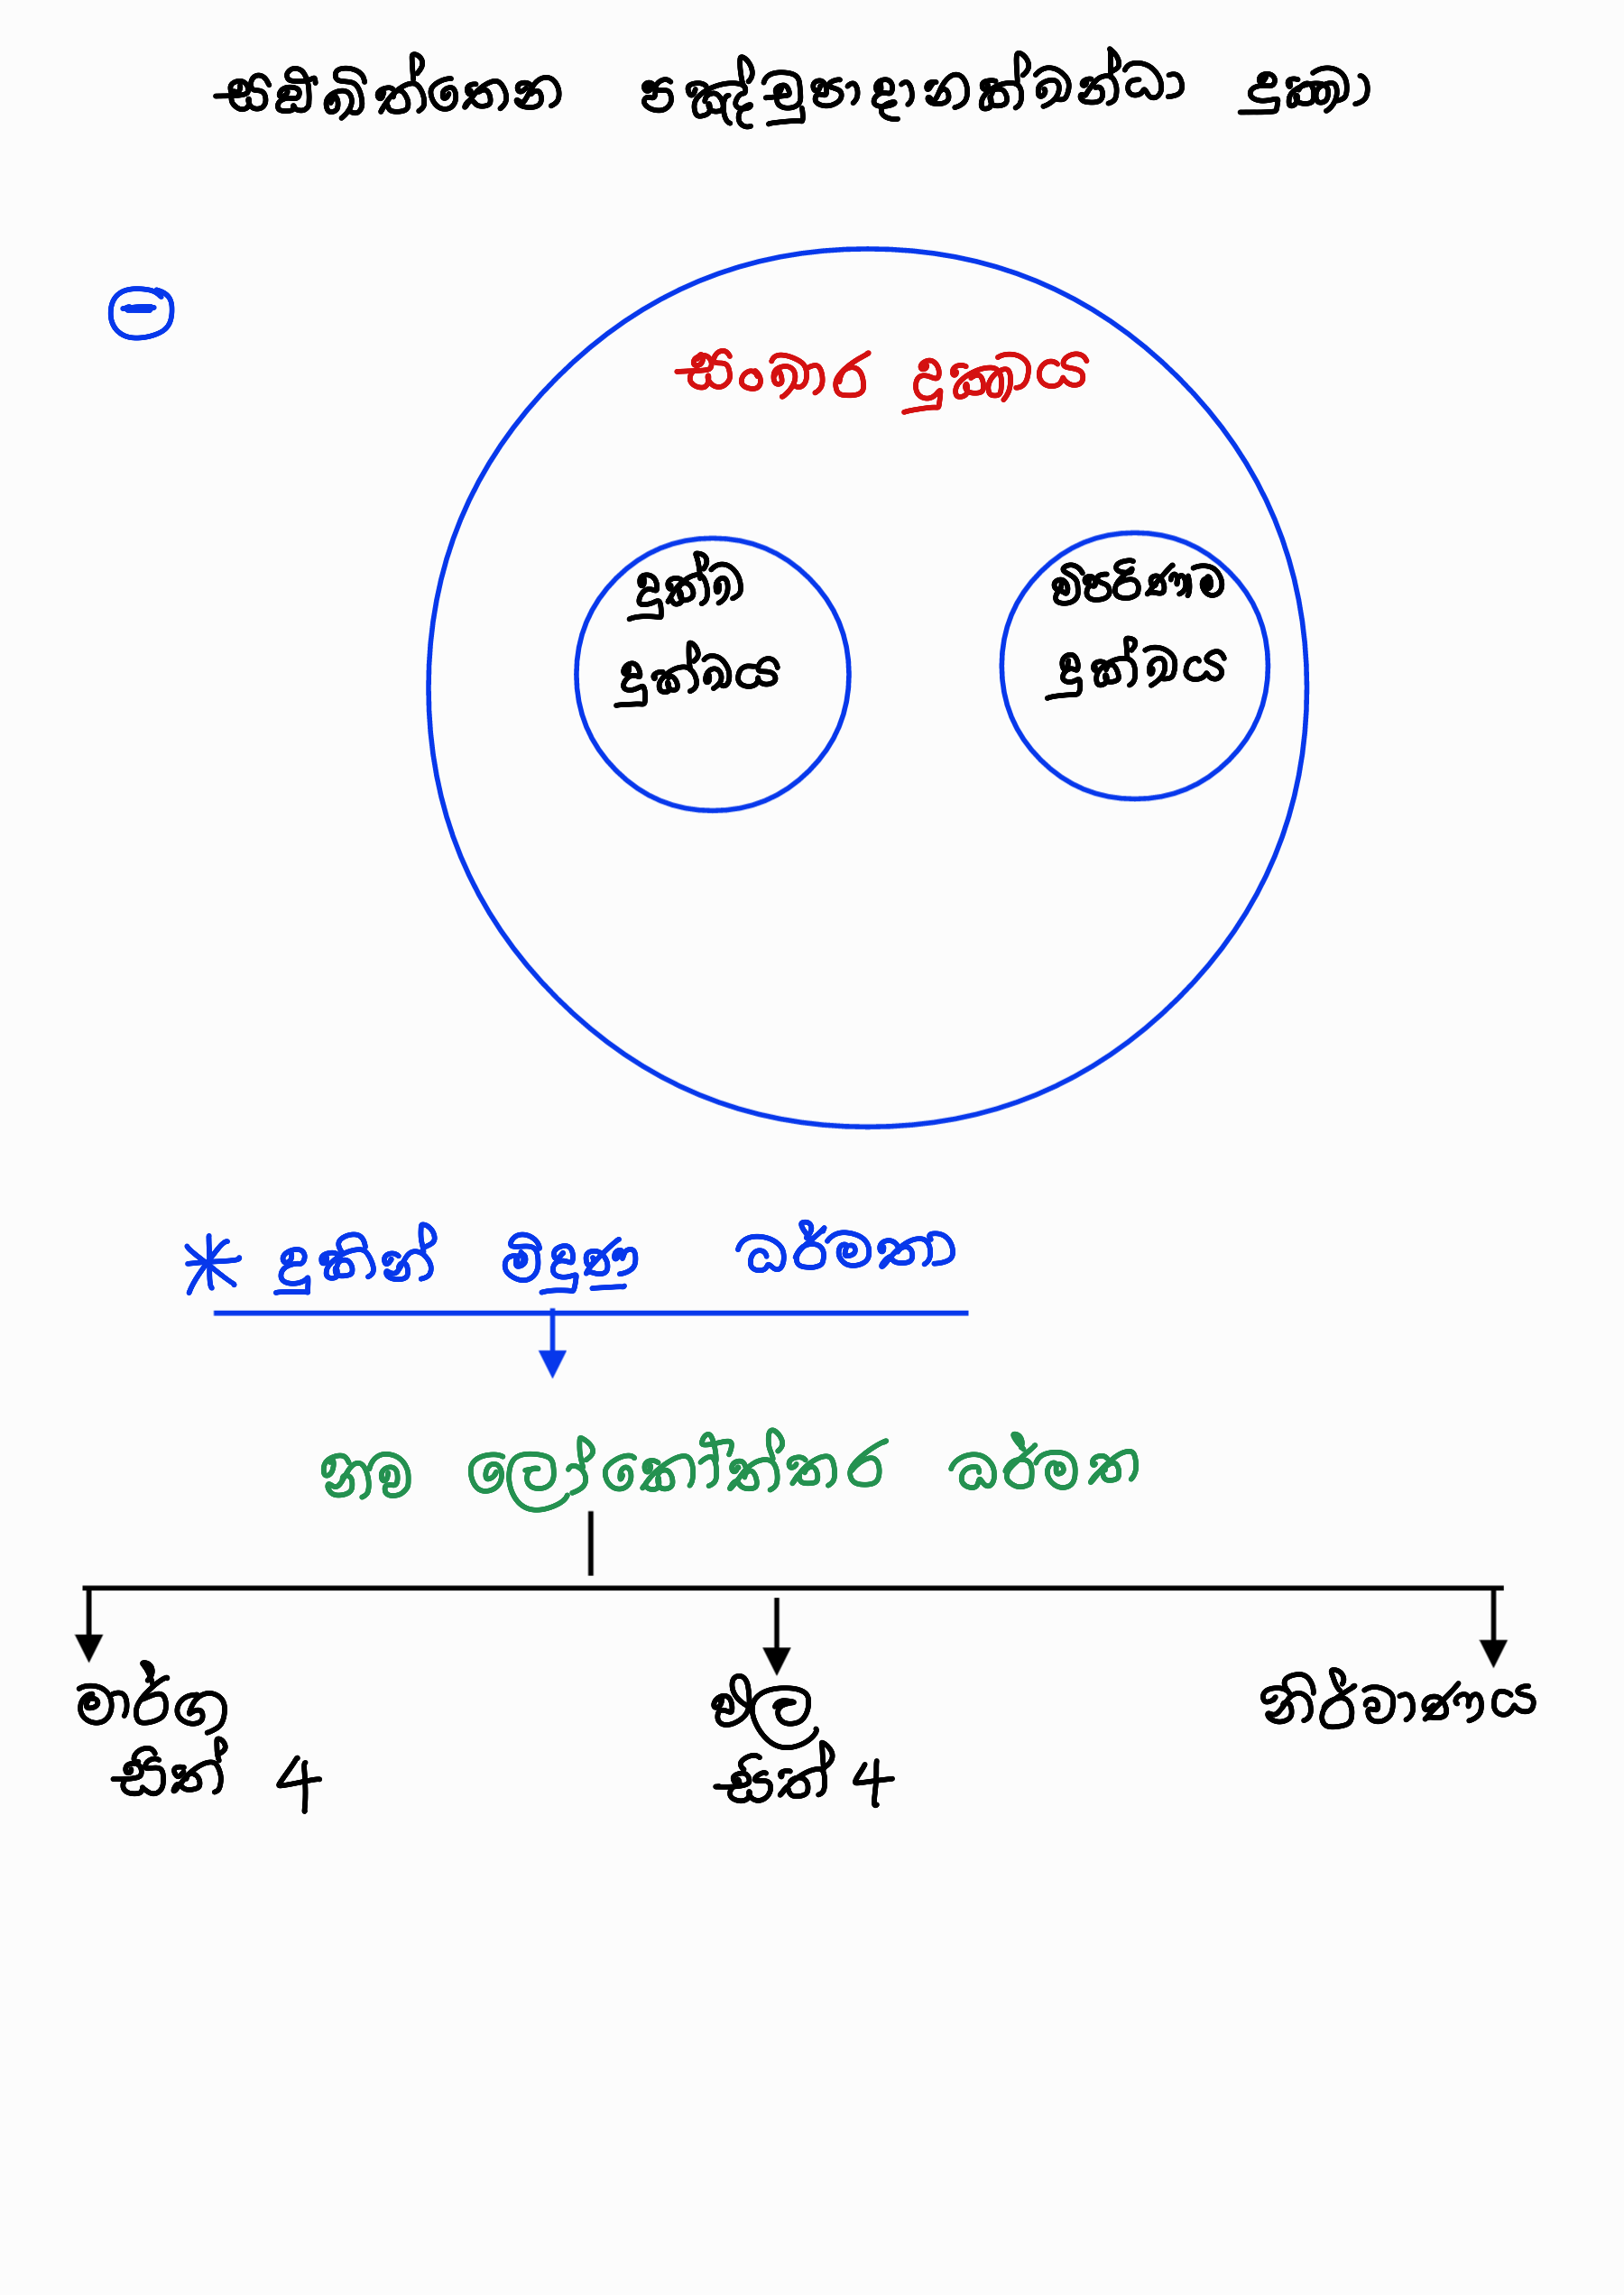 සඞ්ඛිත්තෙන පඤ්චුපාදානක්ඛන්ධා දුක්ඛා
සංඛාර දුක්ඛය
දුක්ඛ
දුක්ඛය
විපරිණාම
දුක්ඛය
* දුකින් මිදුණු ධර්මතා
නව ලෝකෝත්තර ධර්මත
මාර්ග
සිත් 4
ඵල
සිත් 4
නිර්වාණය